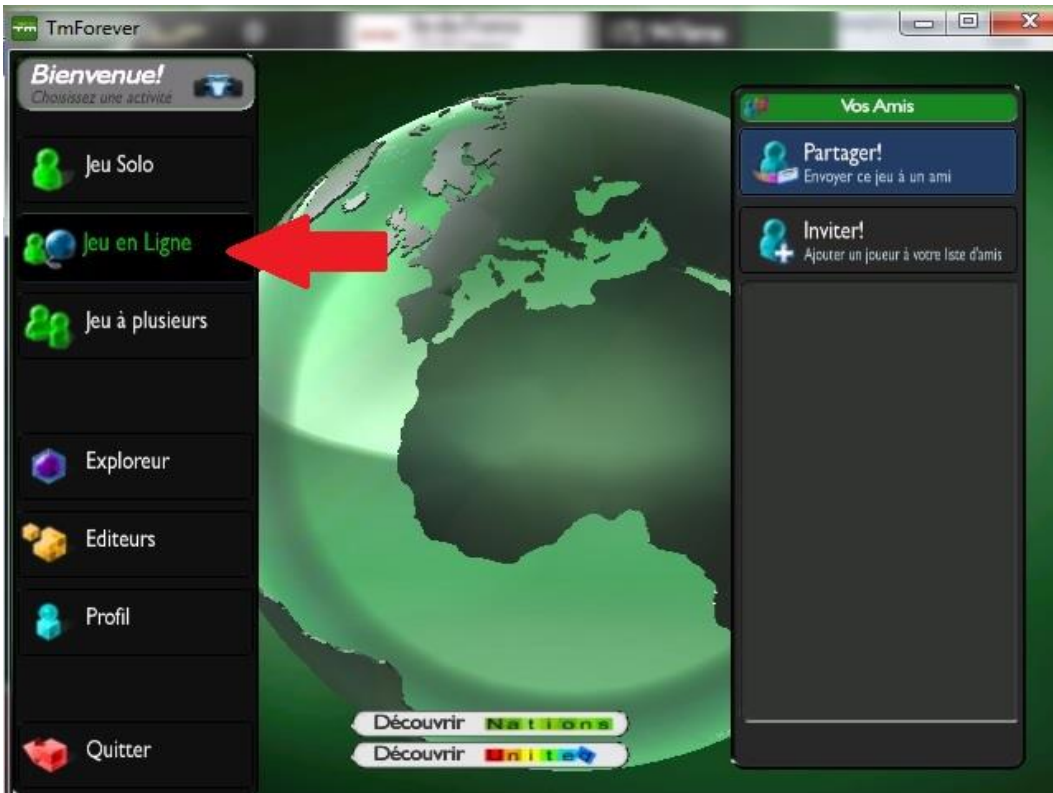 TmForever
Bienvenue!
Choisissez une activité
Jeu Solo
Jeu en Ligne
Jeu à plusieurs
Exploreur
Editeurs
Profil
Quitter
Découvrir Nations
Découvrir United
Vos Amis
Partager!
Envoyer ce jeu à un ami
Inviter!
Ajouter un joueur à votre liste d'amis